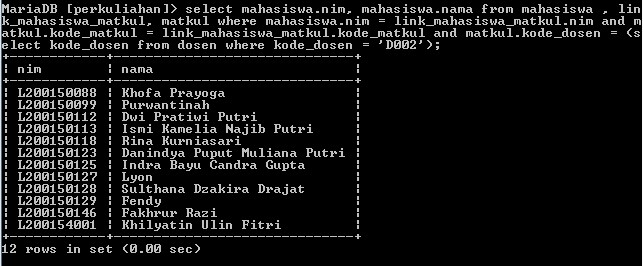 MariaDB [perkuliahan]> select mahasiswa.nim, mahasiswa.nama from mahasiswa , lin
k_mahasiswa_matkul, matkul where mahasiswa.nim = link_mahasiswa_matkul.nim and m
atkul.kode_matkul = link_mahasiswa_matkul.kode_matkul and matkul.kode_dosen = (s
elect kode_dosen from dosen where kode_dosen = 'D002');
+------------+------------------------------+
| nim        | nama                         |
+------------+------------------------------+
| L200150088 | Khofa Prayoga                |
| L200150099 | Purwantinah                  |
| L200150112 | Dwi Pratiwi Putri            |
| L200150113 | Ismi Kamelia Najib Putri     |
| L200150118 | Rina Kurniasari              |
| L200150123 | Danindya Puput Muliana Putri |
| L200150125 | Indra Bayu Candra Gupta      |
| L200150127 | Lyon                         |
| L200150128 | Sulthana Dzakira Drajat      |
| L200150129 | Fendy                        |
| L200150146 | Fakhrur Razi                 |
| L200154001 | Khilyatin Ulin Fitri         |
+------------+------------------------------+
12 rows in set (0.00 sec)